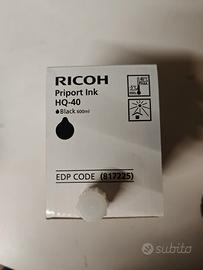 RICOH
Priport Ink
HQ-40
Black 600ml
EDP CODE (817225)
subito